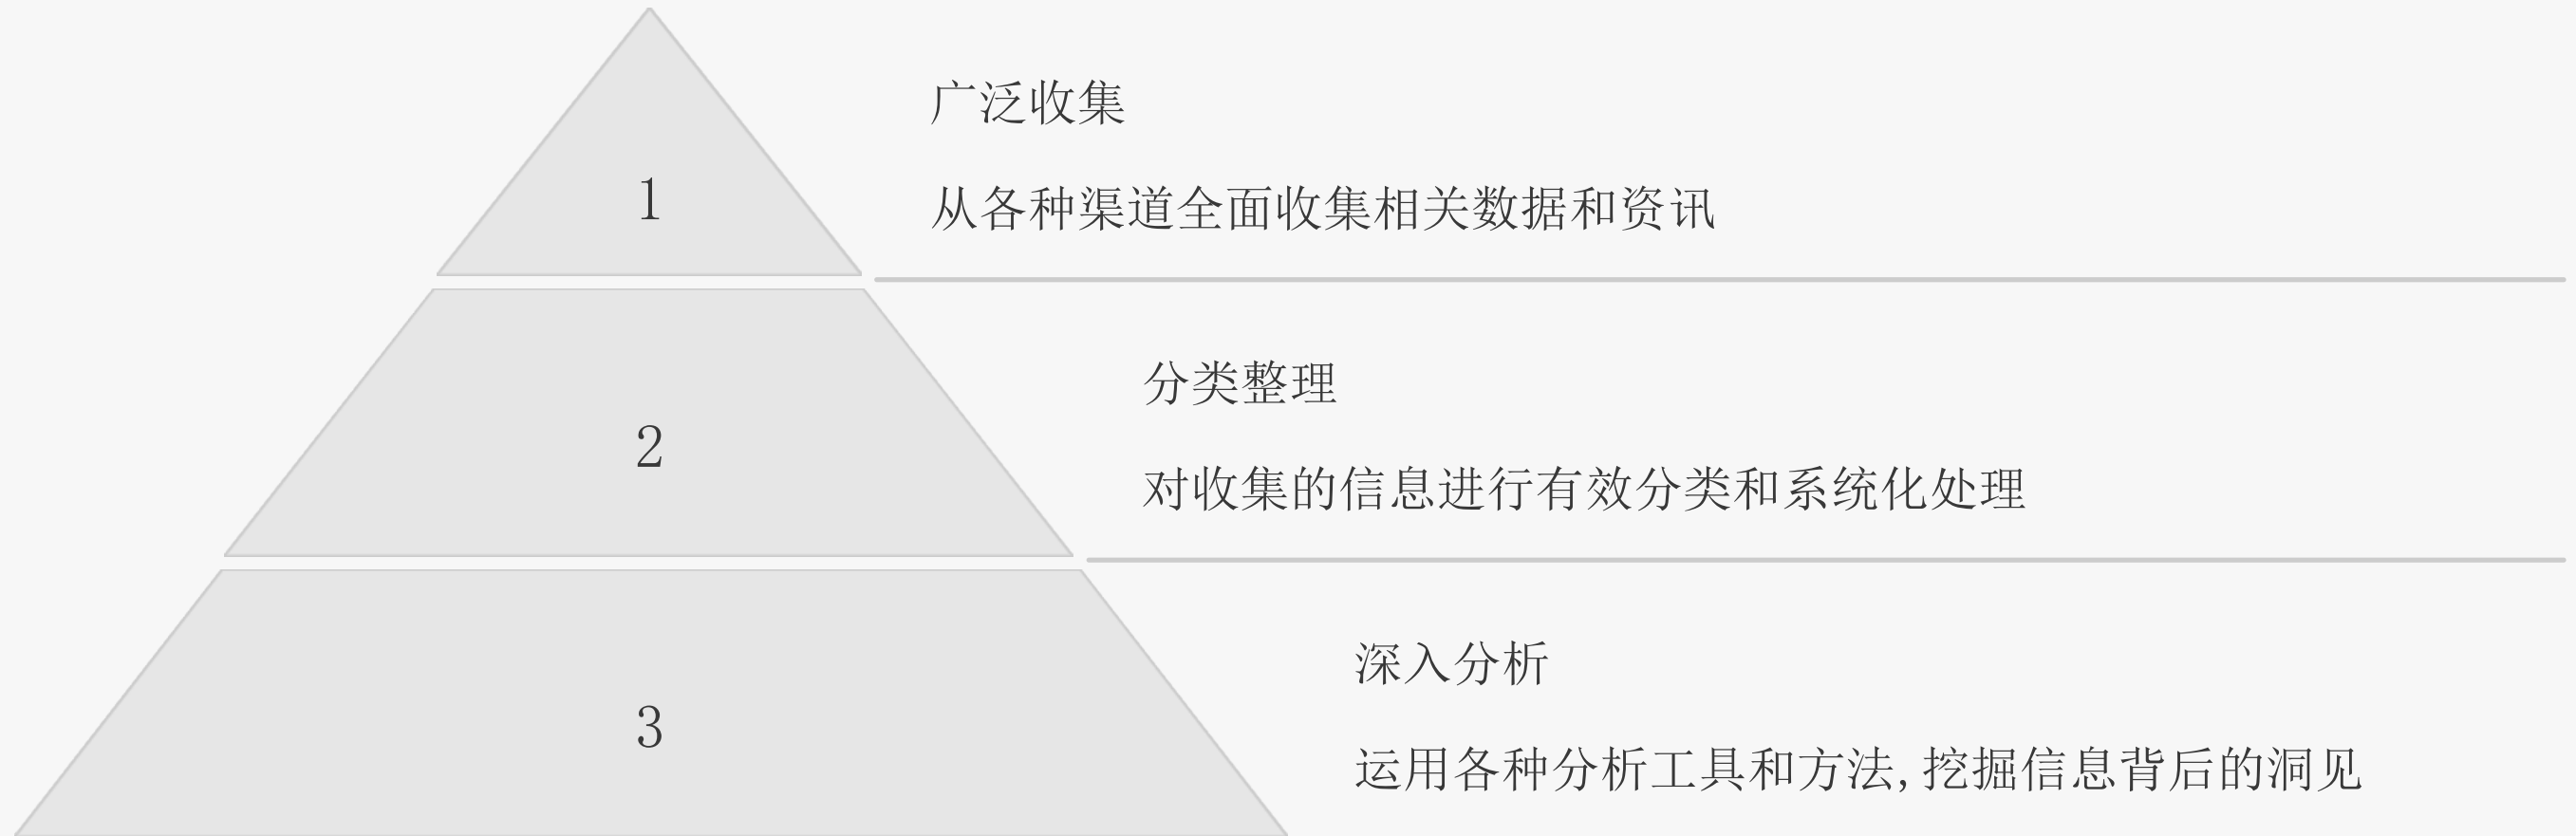 1
广泛收集
从各种渠道全面收集相关数据和资讯
2
分类整理
对收集的信息进行有效分类和系统化处理
3
深入分析
运用各种分析工具和方法,挖掘信息背后的洞见